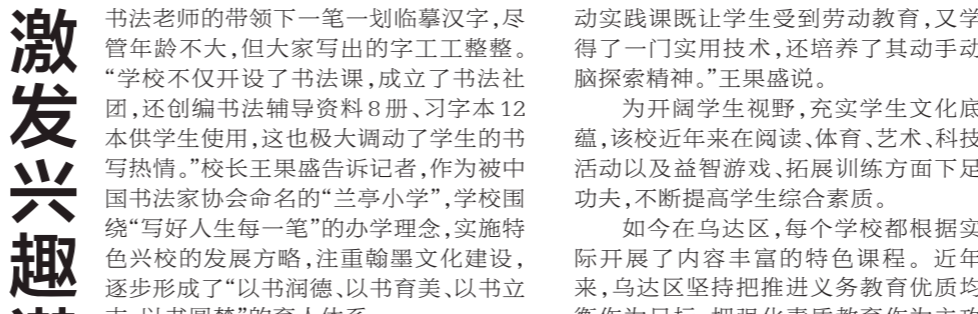 激发兴趣
书法老师的带领下一笔一划临摹汉字,尽
管年龄不大,但大家写出的字工工整整。
“学校不仅开设了书法课,成立了书法社
团,还创编书法辅导资料8册、习字本12
本供学生使用,这也极大调动了学生的书
写热情。”校长王果盛告诉记者,作为被中
国书法家协会命名的“兰亭小学”,学校围
绕“写好人生每一笔”的办学理念,实施特
色兴校的发展方略,注重翰墨文化建设,
逐步形成了“以书润德、以书育美、以书立
动实践课既让学生受到劳动教育,又学
得了一门实用技术,还培养了其动手动
脑探索精神。”王果盛说。
为开阔学生视野,充实学生文化底
蕴,该校近年来在阅读、体育、艺术、科技
活动以及益智游戏、拓展训练方面下足
功夫,不断提高学生综合素质。
如今在乌达区,每个学校都根据实
际开展了内容丰富的特色课程。近年
来,乌达区坚持把推进义务教育优质均